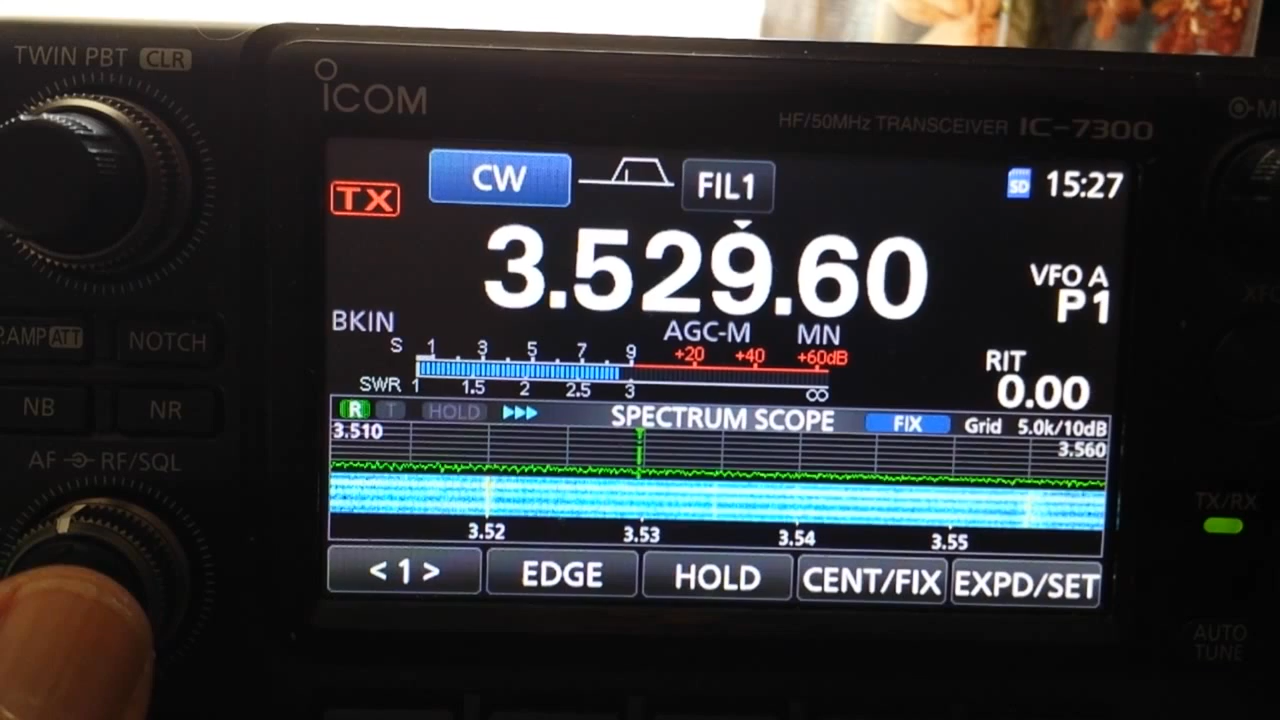 TWIN PBT CLR
ICOM
HF/50MHz TRANSCEIVER IC-7300
TX CW FIL1 SD 15:27
3.529.60
VFO A
P1
BKIN AGC-M MN
S 1 3 5 7 9 +20 +40 +60dB
SWR 1 1.5 2 2.5 3 ∞
RIT
0.00
P.AMP ATT NOTCH
NB NR
R T HOLD SPECTRUM SCOPE FIX Grid 5.0k/10dB
3.510 3.560
3.52 3.53 3.54 3.55
AF RF/SQL
< 1 > EDGE HOLD CENT/FIX EXPD/SET
TX/RX
AUTO
TUNE